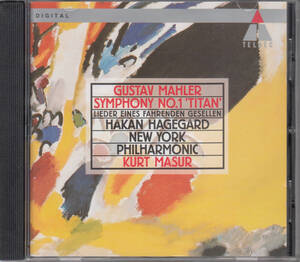 DIGITAL
TELDEC
GUSTAV MAHLER
SYMPHONY NO.1 'TITAN'
LIEDER EINES FAHRENDEN GESELLEN
HÅKAN HAGEGÅRD
NEW YORK
PHILHARMONIC
KURT MASUR